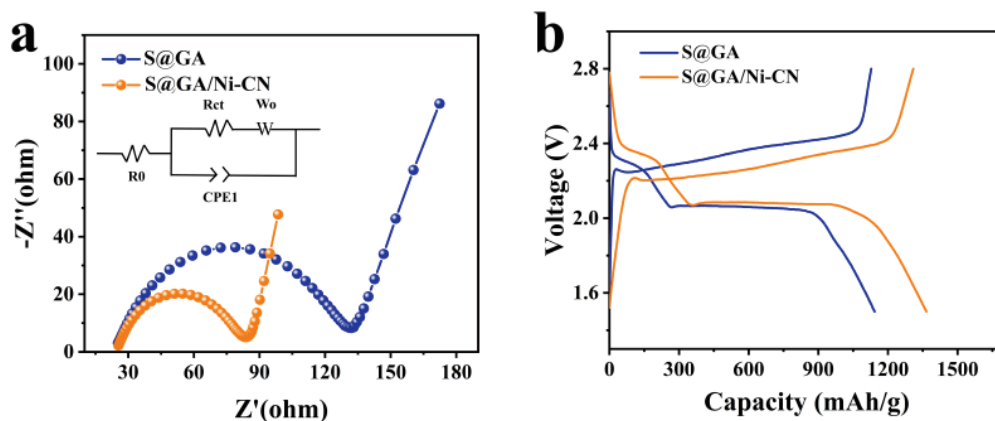 a
S@GA
S@GA/Ni-CN
Rct
Wo
W
R0
CPE1
-Z''(ohm)
100
80
60
40
20
0
30
60
90
120
150
180
Z'(ohm)
b
S@GA
S@GA/Ni-CN
Voltage (V)
2.8
2.4
2.0
1.6
0
300
600
900
1200
1500
Capacity (mAh/g)